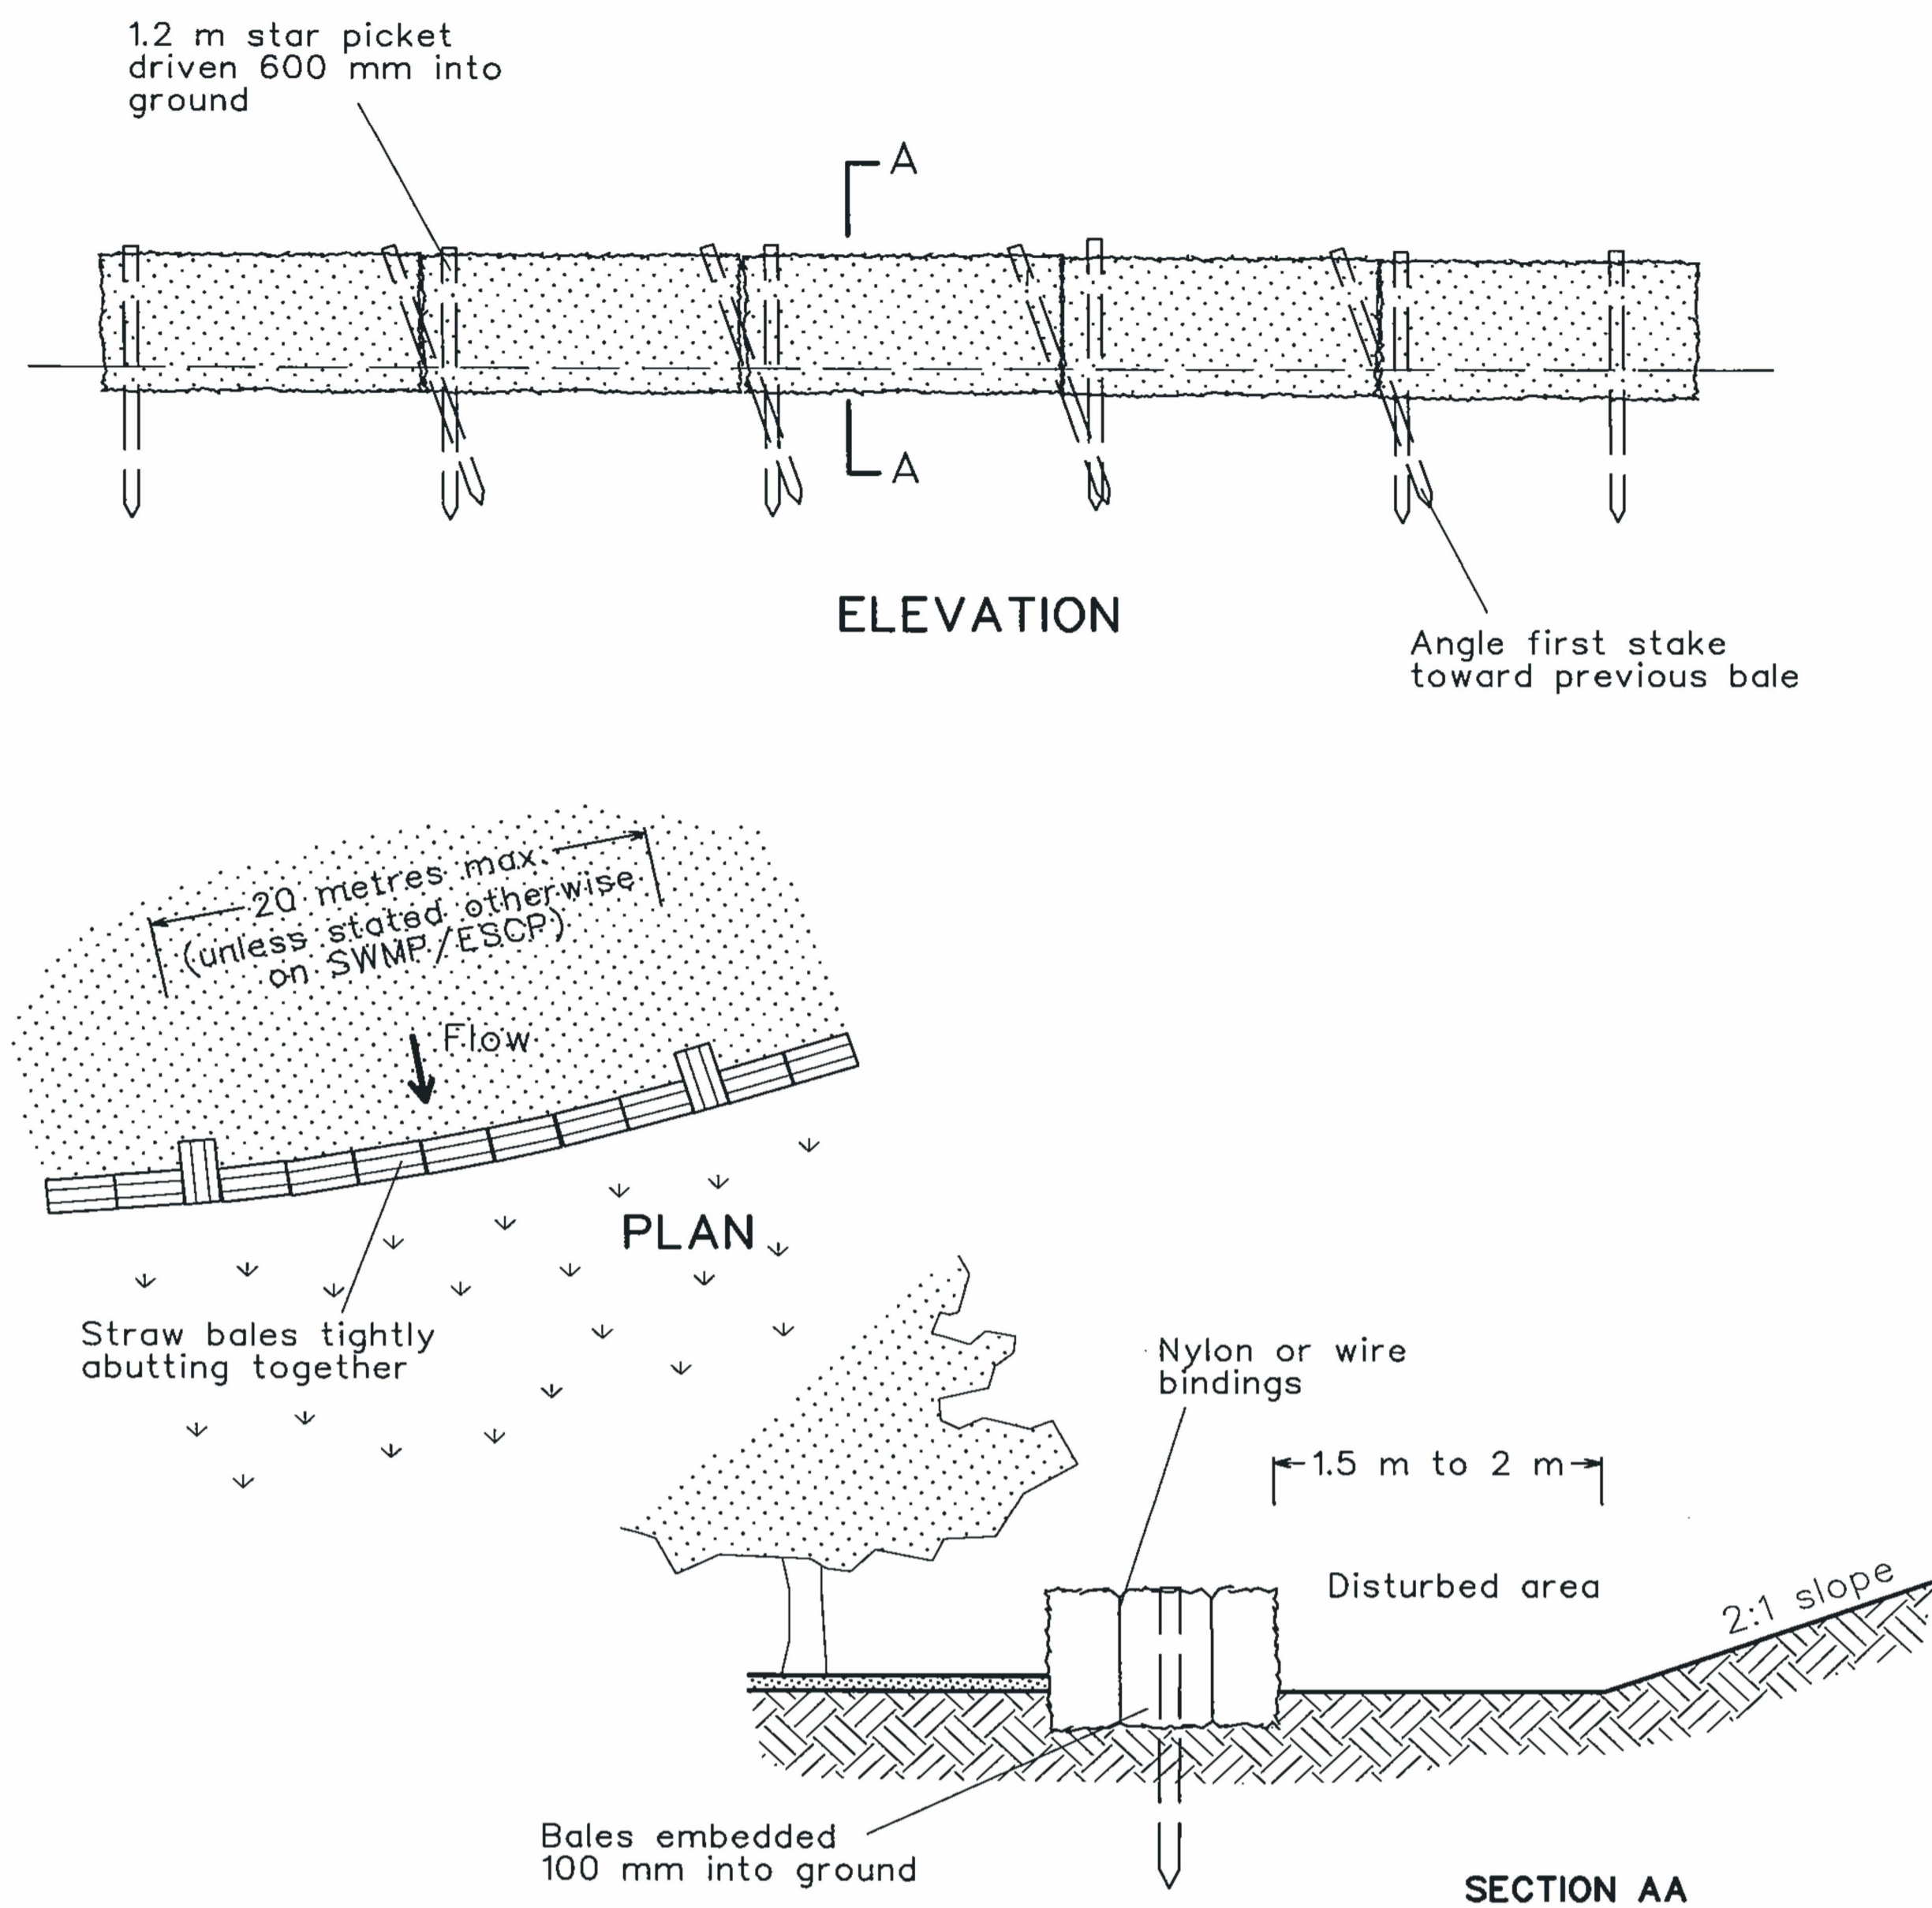 1.2 m star picket
driven 600 mm into
ground
A
A
ELEVATION
Angle first stake
toward previous bale
20 metres max.
(unless stated otherwise
on SWMP/ESCP)
Flow
PLAN
Straw bales tightly
abutting together
Nylon or wire
bindings
1.5 m to 2 m
Disturbed area
2:1 slope
Bales embedded
100 mm into ground
SECTION AA